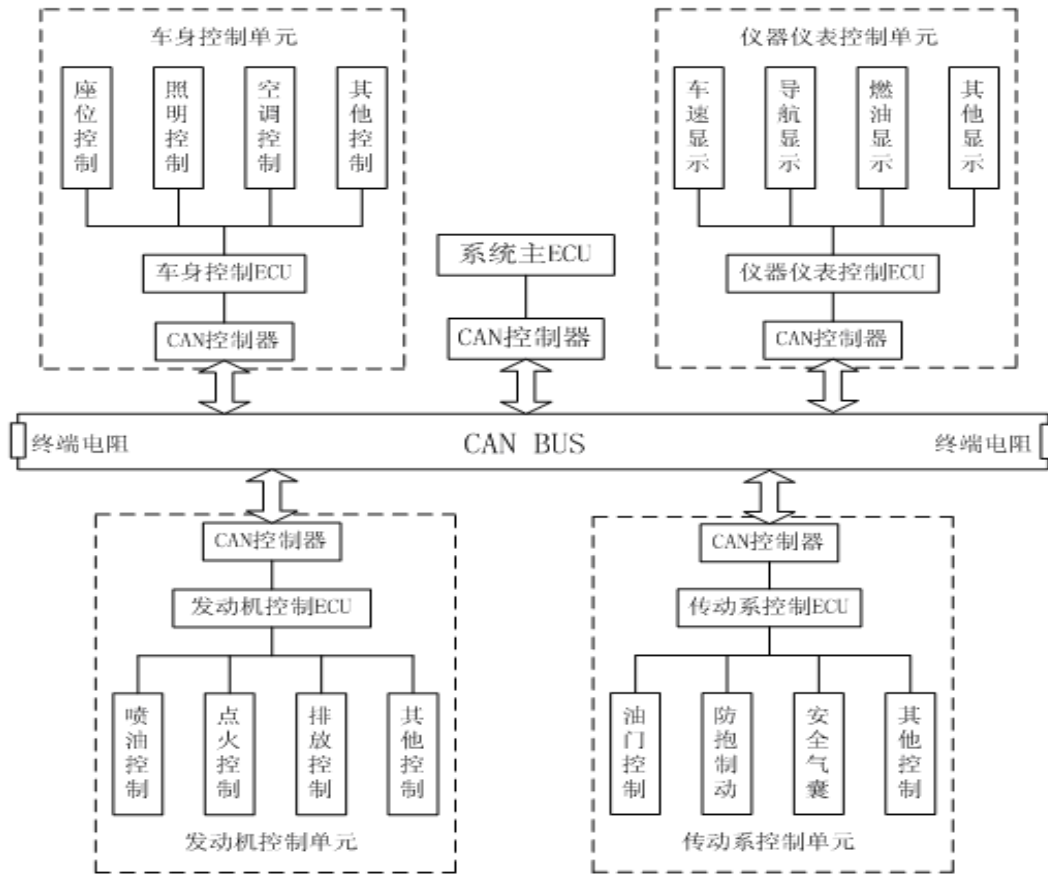 车身控制单元
座位控制
照明控制
空调控制
其他控制
车身控制ECU
CAN控制器
系统主ECU
CAN控制器
仪器仪表控制单元
车速显示
导航显示
燃油显示
其他显示
仪器仪表控制ECU
CAN控制器
终端电阻
CAN BUS
终端电阻
CAN控制器
发动机控制ECU
喷油控制
点火控制
排放控制
其他控制
发动机控制单元
CAN控制器
传动系控制ECU
油门控制
防抱制动
安全气囊
其他控制
传动系控制单元